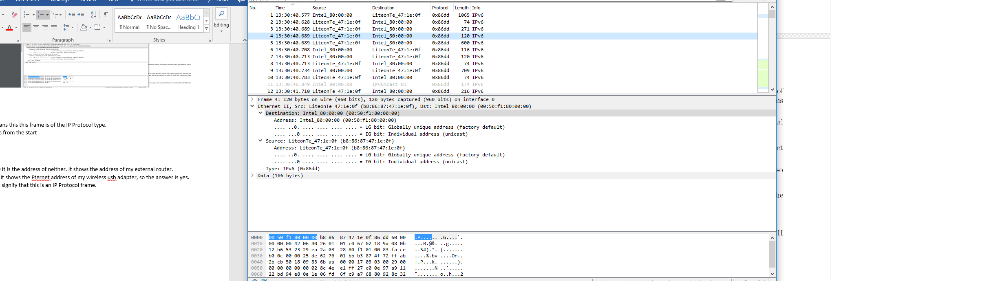 References Mailings Review View Tell me what you want to do Share
AaBbCcDc AaBbCcDc AaBbC
¶ Normal ¶ No Spac... Heading 1
Editing
Paragraph
Styles
ans this this frame is of the IP Protocol type.
s from the start
It is the address of neither. It shows the address of my external router.
It shows the Eternet address of my wireless usb adapter, so the answer is yes.
signify that this is an IP Protocol frame.
No. Time Source Destination Protocol Length Info
1 13:30:40.577 Intel_80:00:00 LiteonTe_47:1e:0f 0x86dd 1065 IPv6
2 13:30:40.628 LiteonTe_47:1e:0f Intel_80:00:00 0x86dd 74 IPv6
3 13:30:40.689 LiteonTe_47:1e:0f Intel_80:00:00 0x86dd 271 IPv6
4 13:30:40.689 LiteonTe_47:1e:0f Intel_80:00:00 0x86dd 120 IPv6
5 13:30:40.689 LiteonTe_47:1e:0f Intel_80:00:00 0x86dd 600 IPv6
6 13:30:40.708 Intel_80:00:00 LiteonTe_47:1e:0f 0x86dd 116 IPv6
7 13:30:40.713 Intel_80:00:00 LiteonTe_47:1e:0f 0x86dd 120 IPv6
8 13:30:40.713 LiteonTe_47:1e:0f Intel_80:00:00 0x86dd 74 IPv6
9 13:30:40.734 Intel_80:00:00 LiteonTe_47:1e:0f 0x86dd 709 IPv6
10 13:30:40.783 LiteonTe_47:1e:0f Intel_80:00:00 0x86dd 74 IPv6
11 13:30:40.849 Intel_80:00:00 IPv6mcast_01 0x86dd 174 IPv6
12 13:30:41.710 LiteonTe_47:1e:0f Intel_80:00:00 0x86dd 216 IPv6
Frame 4: 120 bytes on wire (960 bits), 120 bytes captured (960 bits) on interface 0
Ethernet II, Src: LiteonTe_47:1e:0f (b8:86:87:47:1e:0f), Dst: Intel_80:00:00 (00:50:f1:80:00:00)
Destination: Intel_80:00:00 (00:50:f1:80:00:00)
Address: Intel_80:00:00 (00:50:f1:80:00:00)
.... ..0. .... .... .... .... = LG bit: Globally unique address (factory default)
.... ...0 .... .... .... .... = IG bit: Individual address (unicast)
Source: LiteonTe_47:1e:0f (b8:86:87:47:1e:0f)
Address: LiteonTe_47:1e:0f (b8:86:87:47:1e:0f)
.... ..0. .... .... .... .... = LG bit: Globally unique address (factory default)
.... ...0 .... .... .... .... = IG bit: Individual address (unicast)
Type: IPv6 (0x86dd)
Data (106 bytes)
0000 00 50 f1 80 00 00 b8 86 87 47 1e 0f 86 dd 60 00 .P...... .G....`.
0010 00 00 00 42 06 40 26 01 01 c0 67 02 18 9a 08 0b ...B.@&. ..g.....
0020 12 b6 53 23 29 ea 2a 03 28 80 f1 01 00 83 fa ce ..S#).*. (.......
0030 b0 0c 00 00 25 de 62 76 01 bb b3 87 4f 72 ff ab ....%.bv ....Or..
0040 2b cb 50 18 09 83 6b aa 00 00 17 03 03 00 29 00 +.P...k. ......).
0050 00 00 00 00 00 02 8c 4e e1 ff 27 c0 0e 97 a9 11 .......N ..'.....
0060 22 bd 94 e8 0e 1e 06 fd 6f c9 a7 68 80 92 8c 32 "....... o..h...2
of
is
al
et
so
he
II